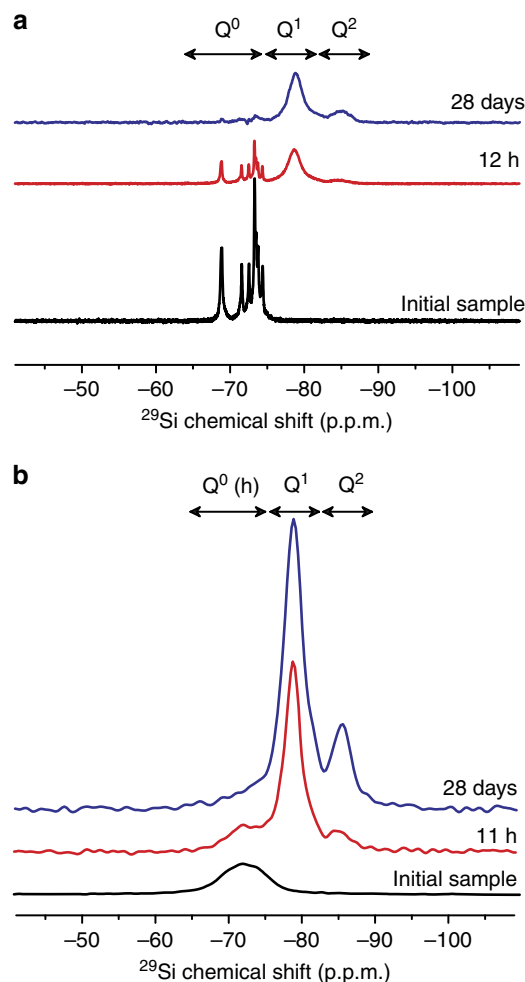 a
Q⁰ Q¹ Q²
28 days
12 h
Initial sample
–50 –60 –70 –80 –90 –100
²⁹Si chemical shift (p.p.m.)
b
Q⁰ (h) Q¹ Q²
28 days
11 h
Initial sample
–50 –60 –70 –80 –90 –100
²⁹Si chemical shift (p.p.m.)